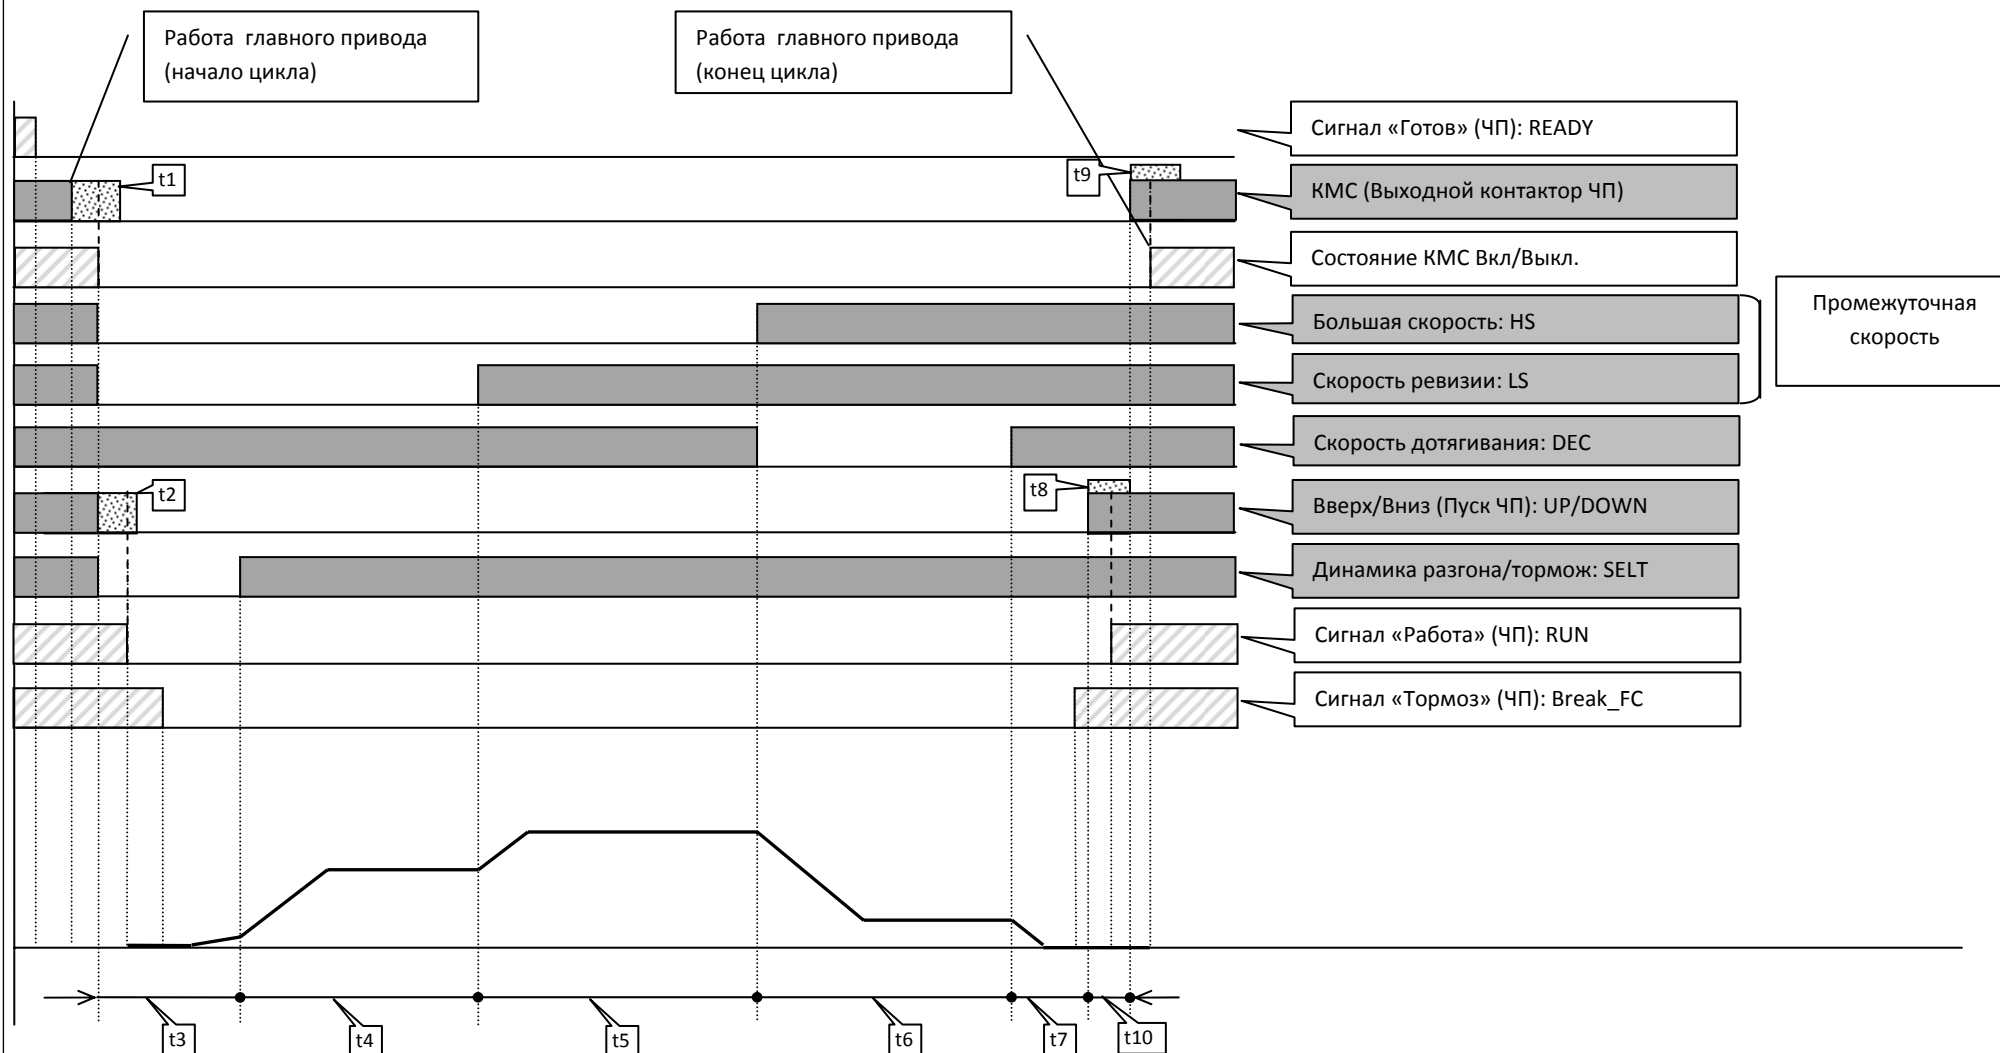 Работа главного привода
(начало цикла)
Работа главного привода
(конец цикла)
Сигнал «Готов» (ЧП): READY
t1
t9
КМС (Выходной контактор ЧП)
Состояние КМС Вкл/Выкл.
Большая скорость: HS
Промежуточная
скорость
Скорость ревизии: LS
Скорость дотягивания: DEC
t2
t8
Вверх/Вниз (Пуск ЧП): UP/DOWN
Динамика разгона/тормож: SELT
Сигнал «Работа» (ЧП): RUN
Сигнал «Тормоз» (ЧП): Break_FC
t3
t4
t5
t6
t7
t10